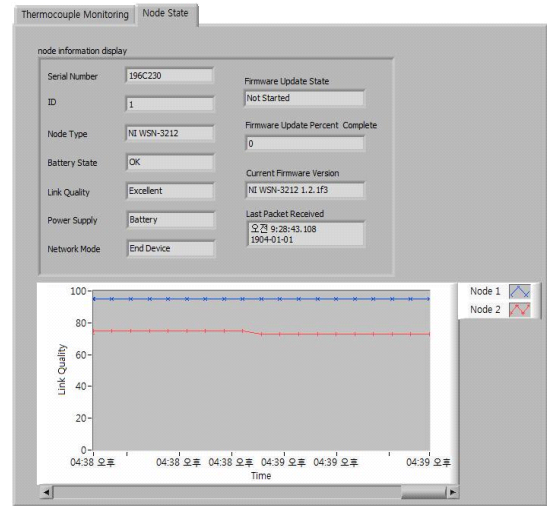 Thermocouple Monitoring
Node State
node information display
Serial Number
196C230
ID
1
Node Type
NI WSN-3212
Battery State
OK
Link Quality
Excellent
Power Supply
Battery
Network Mode
End Device
Firmware Update State
Not Started
Firmware Update Percent Complete
0
Current Firmware Version
NI WSN-3212 1.2.1f3
Last Packet Received
오전 9:28:43.108
1904-01-01
Node 1
Node 2
Link Quality
100
80
60
40
20
0
04:38 오후 04:38 오후 04:38 오후 04:39 오후 04:39 오후 04:39 오후
Time